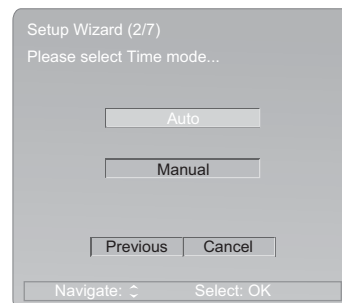 Setup Wizard (2/7)
Please select Time mode...
Auto
Manual
Previous Cancel
Navigate: Select: OK